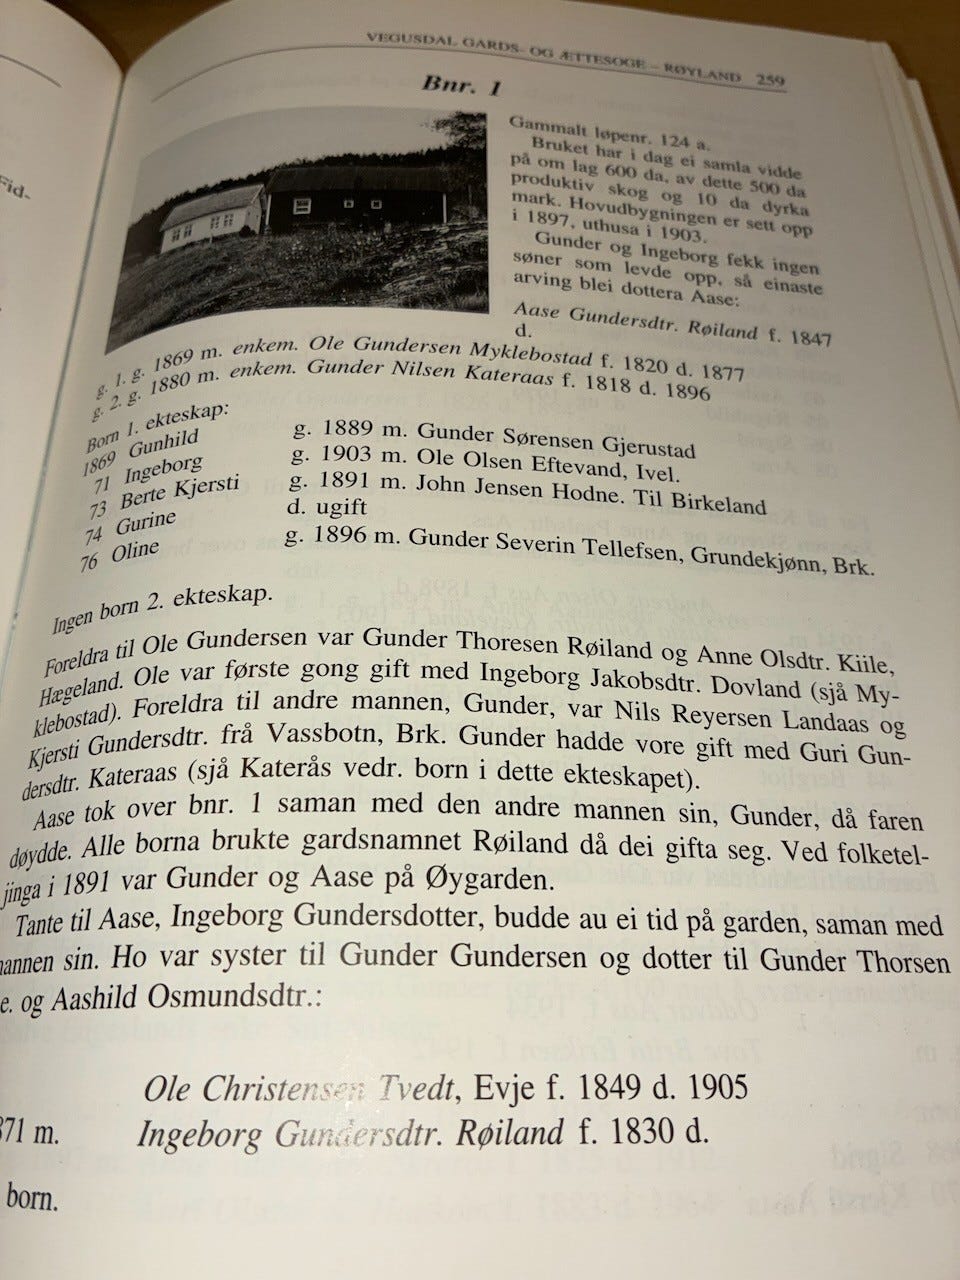 VEGUSDAL GARDS- OG ÆTTESOGE – RØYLAND 259
Bnr. 1
Gammalt løpenr. 124 a.
Bruket har i dag ei samla vidde
på om lag 600 da, av dette 500 da
produktiv skog og 10 da dyrka
mark. Hovudbygningen er sett opp
i 1897, uthusa i 1903.
Gunder og Ingeborg fekk ingen
søner som levde opp, så einaste
arving blei dottera Aase:
Aase Gundersdtr. Røiland f. 1847
d.
g. 1. g. 1869 m. enkem. Ole Gundersen Myklebostad f. 1820 d. 1877
g. 2. g. 1880 m. enkem. Gunder Nilsen Kateraas f. 1818 d. 1896
Born 1. ekteskap:
1869 Gunhild g. 1889 m. Gunder Sørensen Gjerustad
71 Ingeborg g. 1903 m. Ole Olsen Eftevand, Ivel.
73 Berte Kjersti g. 1891 m. John Jensen Hodne. Til Birkeland
74 Gurine d. ugift
76 Oline g. 1896 m. Gunder Severin Tellefsen, Grundekjønn, Brk.
Ingen born 2. ekteskap.
Foreldra til Ole Gundersen var Gunder Thoresen Røiland og Anne Olsdtr. Kiile,
Hægeland. Ole var første gong gift med Ingeborg Jakobsdtr. Dovland (sjå My-
klebostad). Foreldra til andre mannen, Gunder, var Nils Reyersen Landaas og
Kjersti Gundersdtr. frå Vassbotn, Brk. Gunder hadde vore gift med Guri Gun-
dersdtr. Kateraas (sjå Katerås vedr. born i dette ekteskapet).
Aase tok over bnr. 1 saman med den andre mannen sin, Gunder, då faren
døydde. Alle borna brukte gardsnamnet Røiland då dei gifta seg. Ved folketel-
jinga i 1891 var Gunder og Aase på Øygarden.
Tante til Aase, Ingeborg Gundersdotter, budde au ei tid på garden, saman med
mannen sin. Ho var syster til Gunder Gundersen og dotter til Gunder Thorsen
e. og Aashild Osmundsdtr.:
Ole Christensen Tvedt, Evje f. 1849 d. 1905
871 m. Ingeborg Gundersdtr. Røiland f. 1830 d.
born.